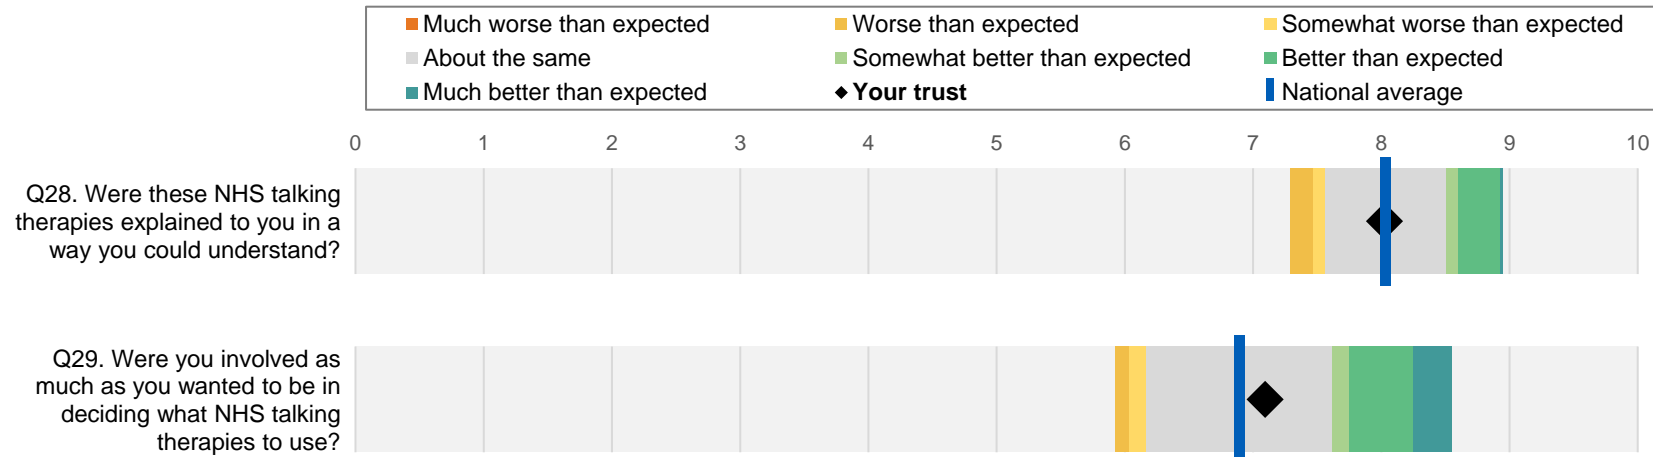 Much worse than expected Worse than expected Somewhat worse than expected
About the same Somewhat better than expected Better than expected
Much better than expected Your trust National average
0 1 2 3 4 5 6 7 8 9 10
Q28. Were these NHS talking
therapies explained to you in a
way you could understand?
Q29. Were you involved as
much as you wanted to be in
deciding what NHS talking
therapies to use?